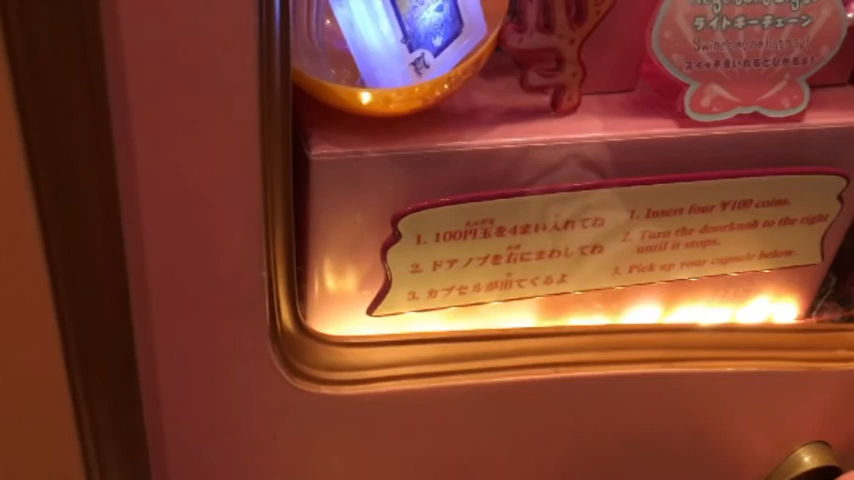 ライトキーチェーン
スイッチをいれるとひかるよ!
1. 100円玉を4まい入れてね
2. ドアノブを右にまわしてね
3. カプセルが出てくるよ
1. Insert four ¥100 coins.
2. Turn the doorknob to the right
until it stops.
3. Pick up your capsule below.